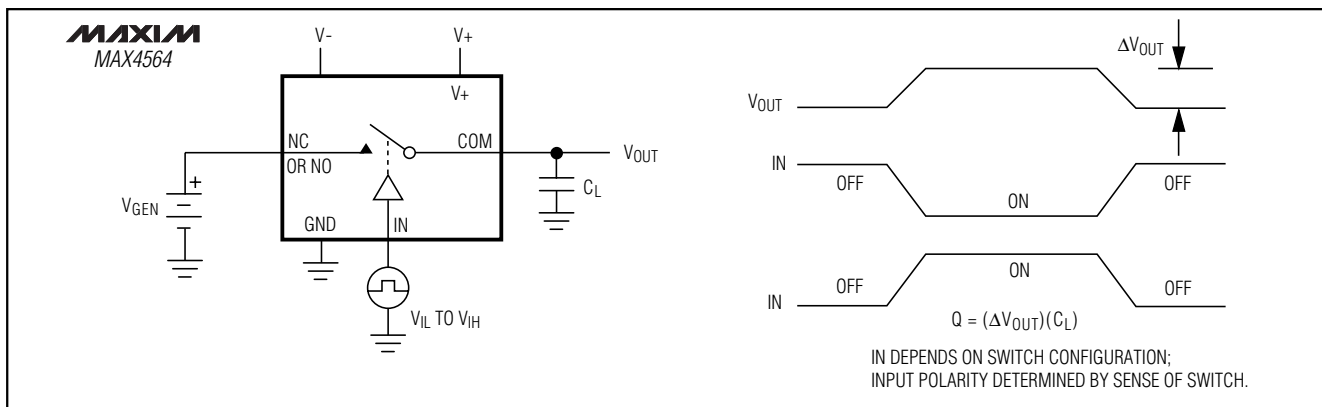 MAXIM
MAX4564
V-
V+
V+
NC
OR NO
COM
VOUT
CL
VGEN
+
GND
IN
VIL TO VIH
ΔVOUT
VOUT
IN
OFF
ON
OFF
IN
OFF
ON
OFF
Q = (ΔVOUT)(CL)
IN DEPENDS ON SWITCH CONFIGURATION;
INPUT POLARITY DETERMINED BY SENSE OF SWITCH.